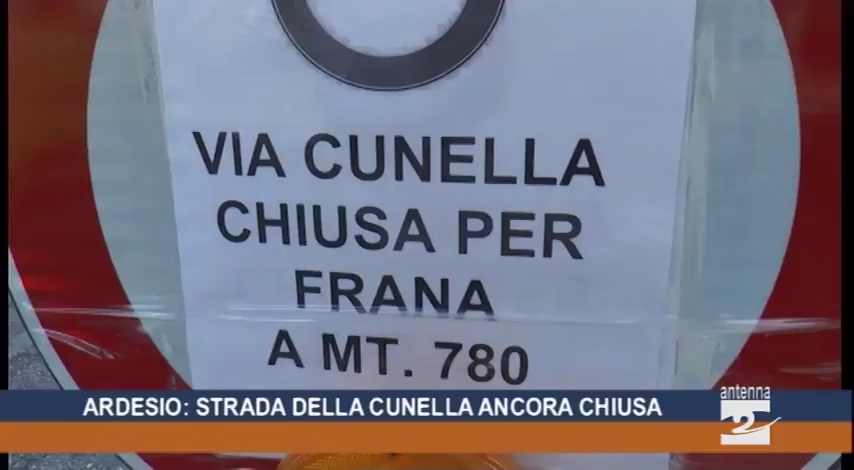 VIA CUNELLA
CHIUSA PER
FRANA
A MT. 780
ARDESIO: STRADA DELLA CUNELLA ANCORA CHIUSA
antenna
2